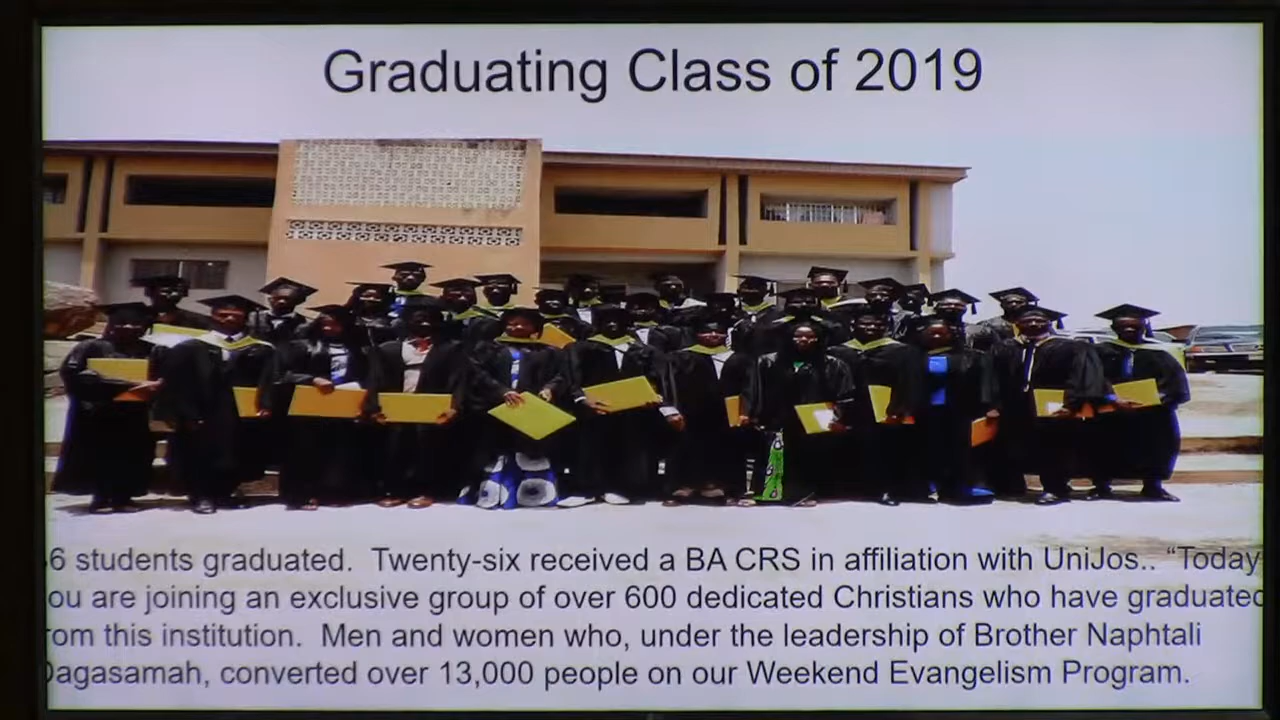 Graduating Class of 2019
6 students graduated.  Twenty-six received a BA CRS in affiliation with UniJos.. “Today
ou are joining an exclusive group of over 600 dedicated Christians who have graduated
rom this institution.  Men and women who, under the leadership of Brother Naphtali
Dagasamah, converted over 13,000 people on our Weekend Evangelism Program.